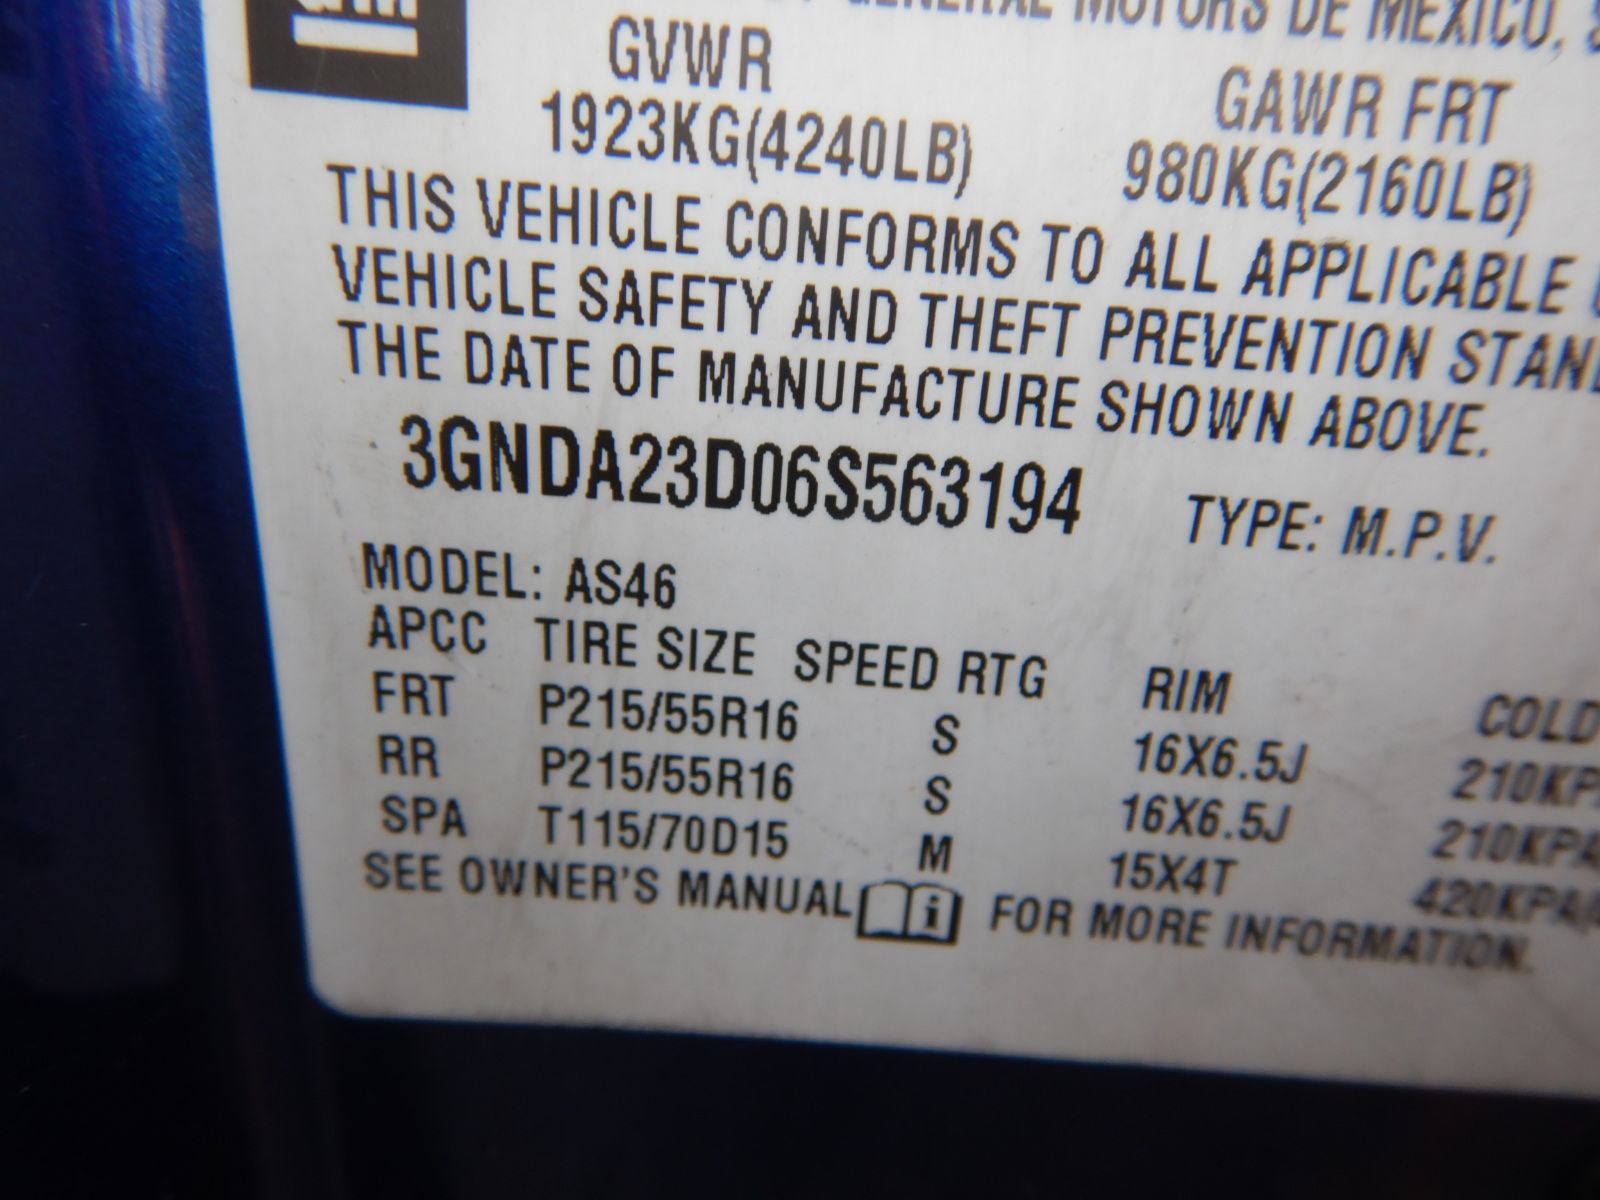 GM
GENERAL MOTORS DE MEXICO,
GVWR GAWR FRT
1923KG(4240LB) 980KG(2160LB)
THIS VEHICLE CONFORMS TO ALL APPLICABLE
VEHICLE SAFETY AND THEFT PREVENTION STAN
THE DATE OF MANUFACTURE SHOWN ABOVE.
3GNDA23D06S563194 TYPE: M.P.V.
MODEL: AS46
APCC TIRE SIZE SPEED RTG RIM COLD
FRT P215/55R16 S 16X6.5J 210KP
RR P215/55R16 S 16X6.5J 210KPA
SPA T115/70D15 M 15X4T 420KPA
SEE OWNER'S MANUAL i FOR MORE INFORMATION.